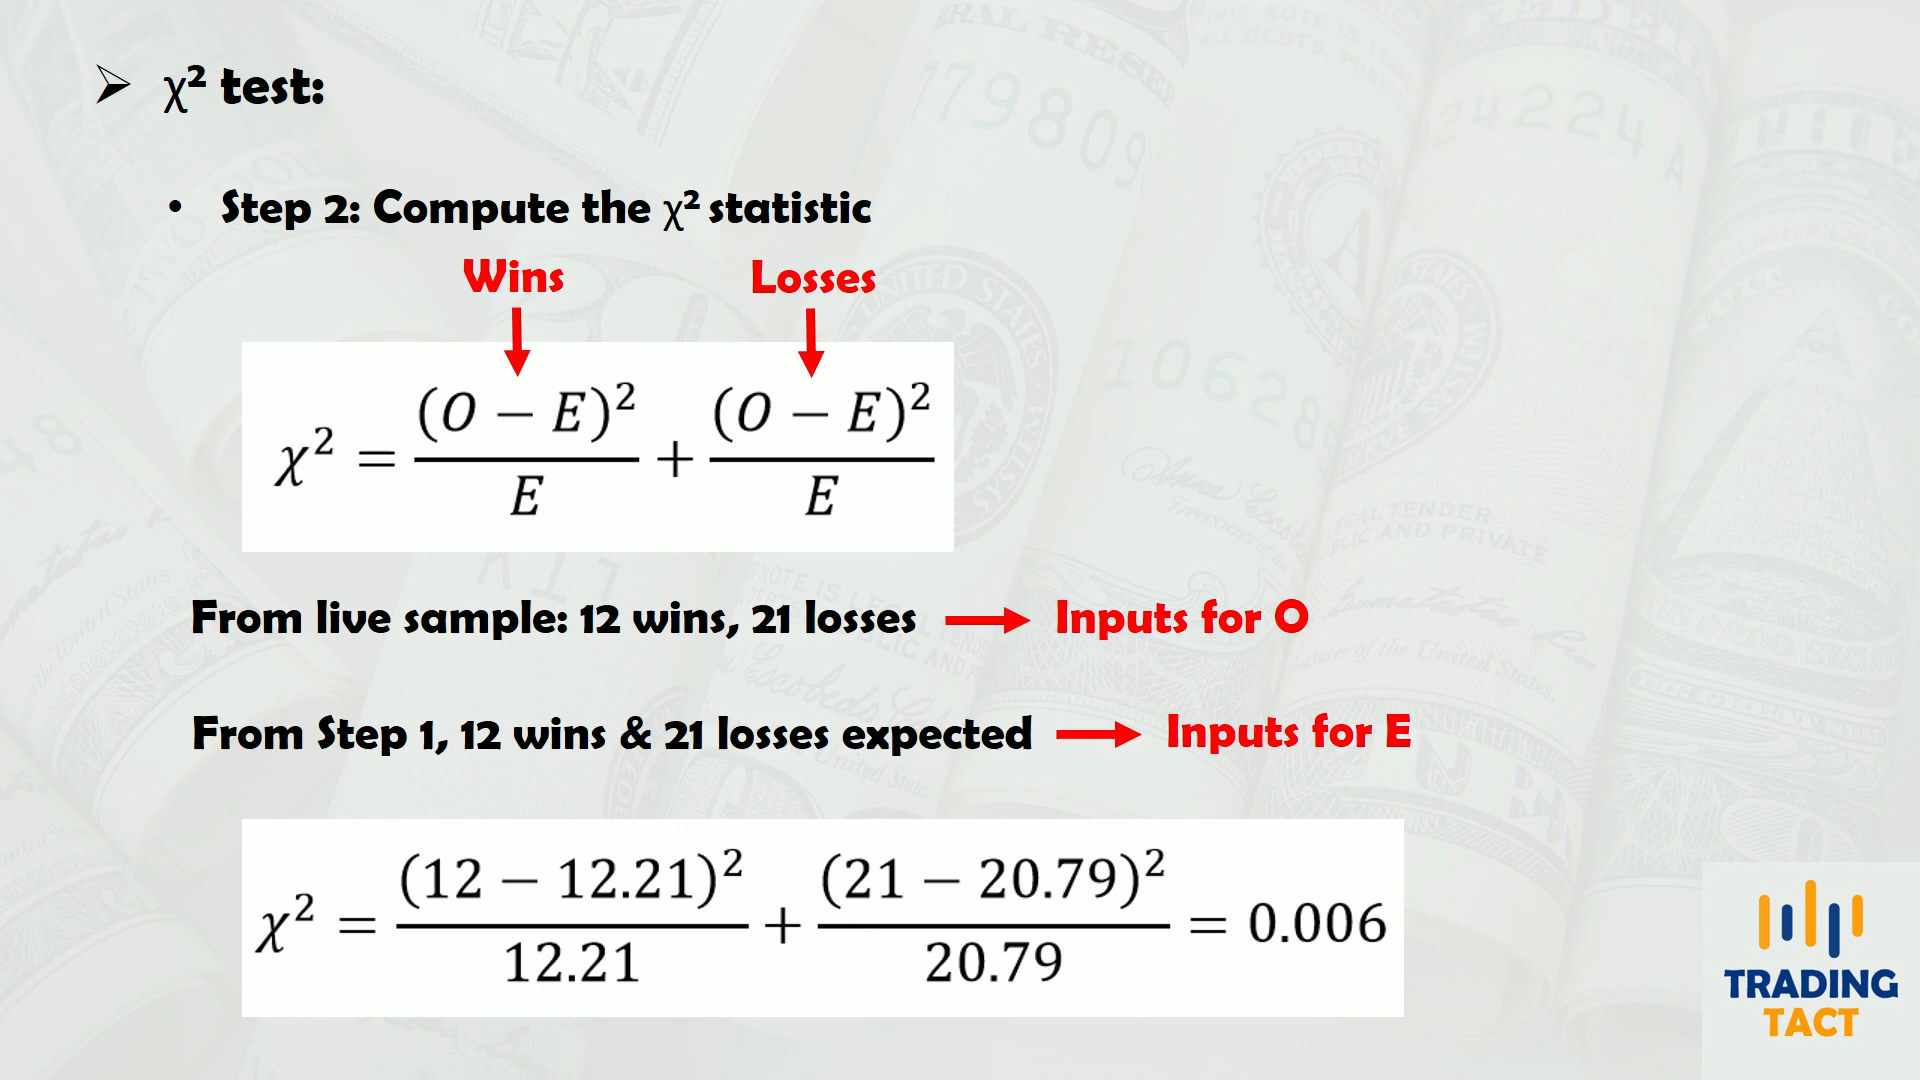 ➢ χ² test:
• Step 2: Compute the χ² statistic
Wins Losses
χ² = (O − E)²/E + (O − E)²/E
From live sample: 12 wins, 21 losses → Inputs for O
From Step 1, 12 wins & 21 losses expected → Inputs for E
χ² = (12 − 12.21)²/12.21 + (21 − 20.79)²/20.79 = 0.006
TRADING
TACT